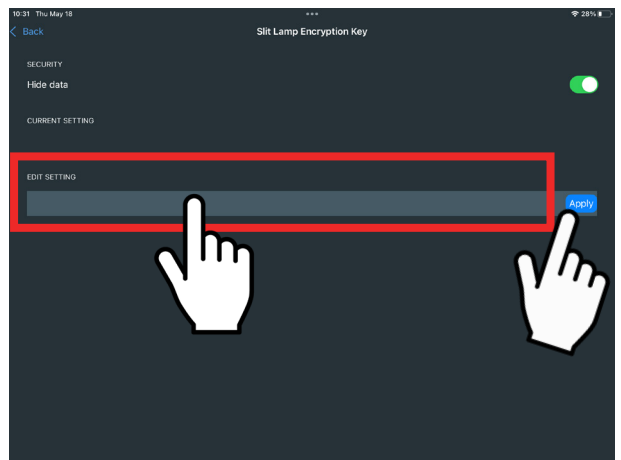 10:31 Thu May 18
28%
Back
Slit Lamp Encryption Key
SECURITY
Hide data
CURRENT SETTING
EDIT SETTING
Apply